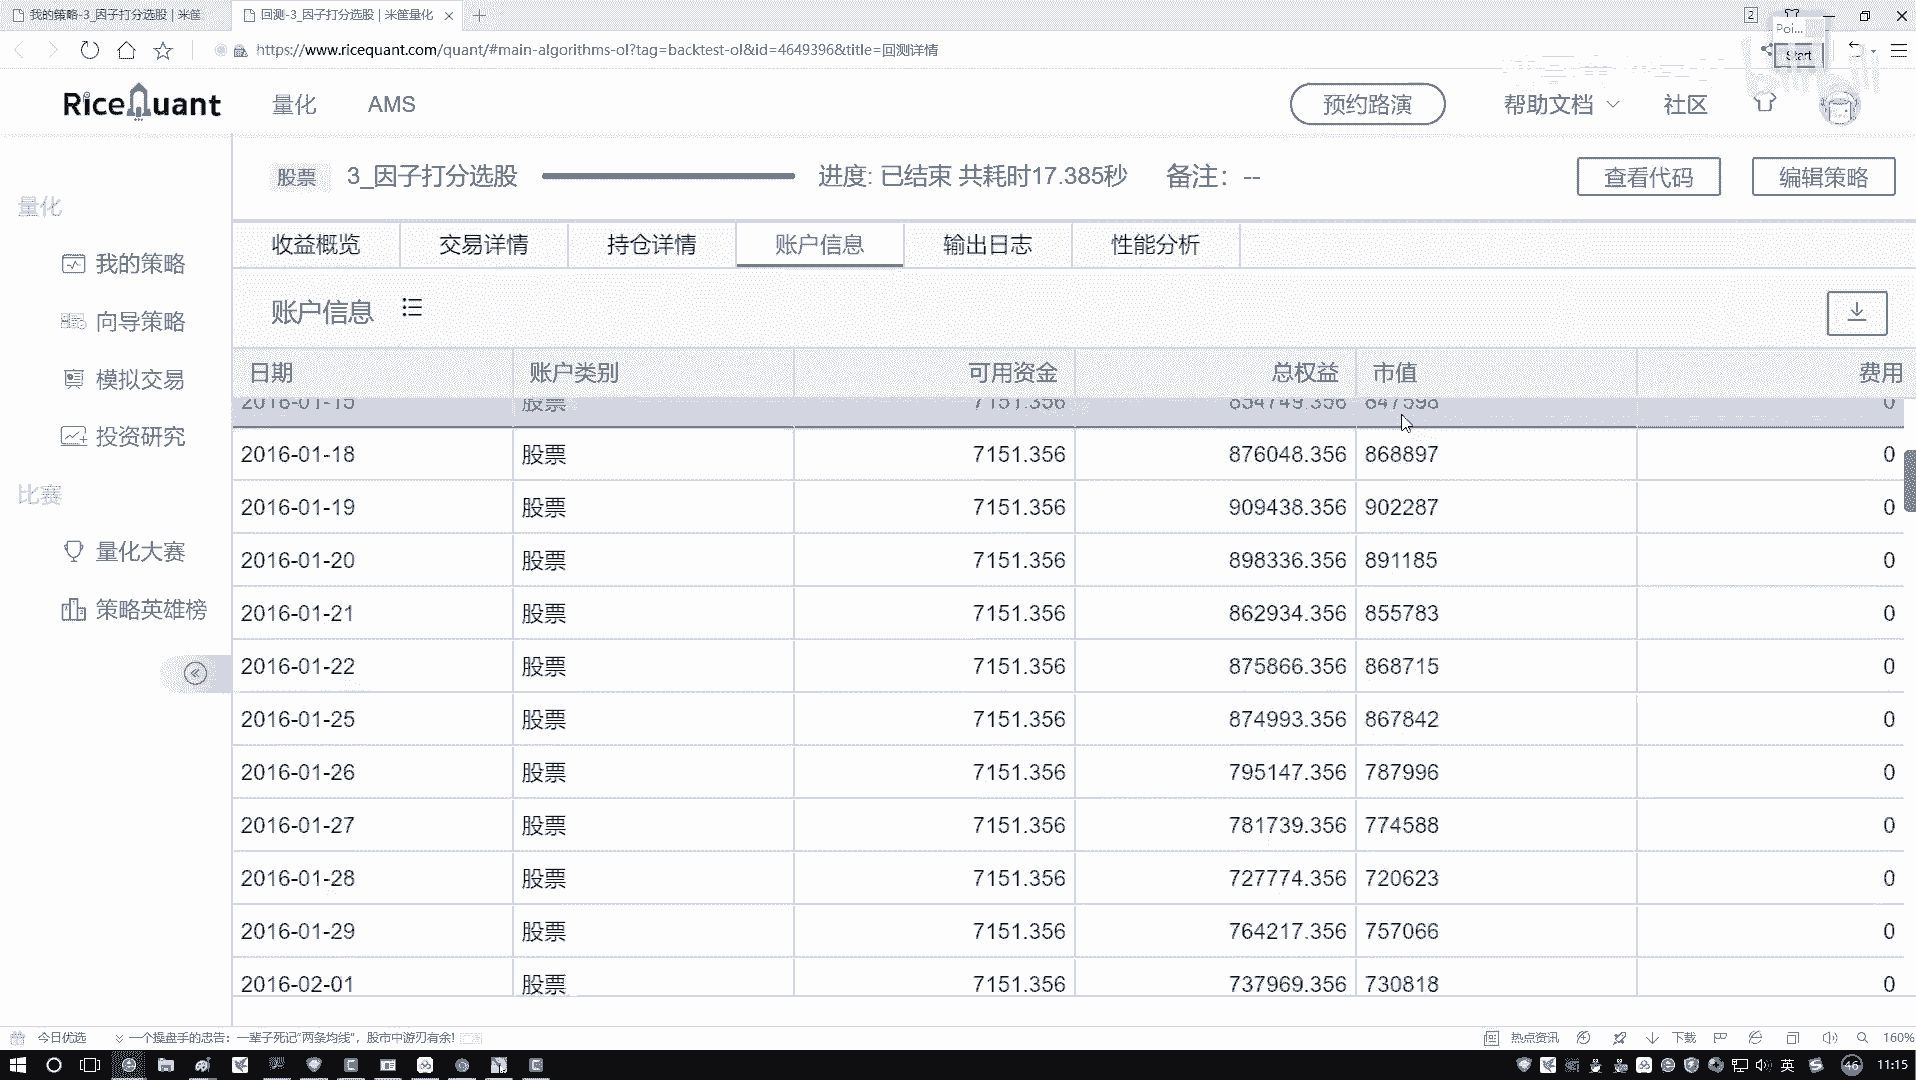 我的策略-3_因子打分选股 | 米筐
回测-3_因子打分选股 | 米筐量化
2
https://www.ricequant.com/quant/#main-algorithms-ol?tag=backtest-ol&id=4649396&title=回测详情
Poi...
Start
RiceQuant
量化
AMS
预约路演
帮助文档
社区
股票
3_因子打分选股
进度: 已结束 共耗时17.385秒
备注: --
查看代码
编辑策略
量化
我的策略
向导策略
模拟交易
投资研究
比赛
量化大赛
策略英雄榜
收益概览
交易详情
持仓详情
账户信息
输出日志
性能分析
账户信息
日期 账户类别 可用资金 总权益 市值 费用
2016-01-15 股票 7151.356 854749.356 847598 0
2016-01-18 股票 7151.356 876048.356 868897 0
2016-01-19 股票 7151.356 909438.356 902287 0
2016-01-20 股票 7151.356 898336.356 891185 0
2016-01-21 股票 7151.356 862934.356 855783 0
2016-01-22 股票 7151.356 875866.356 868715 0
2016-01-25 股票 7151.356 874993.356 867842 0
2016-01-26 股票 7151.356 795147.356 787996 0
2016-01-27 股票 7151.356 781739.356 774588 0
2016-01-28 股票 7151.356 727774.356 720623 0
2016-01-29 股票 7151.356 764217.356 757066 0
2016-02-01 股票 7151.356 737969.356 730818 0
今日优选
一个操盘手的忠告：一辈子死记“两条均线”，股市中游刃有余!
热点资讯
下载
160%
英
46
11:15